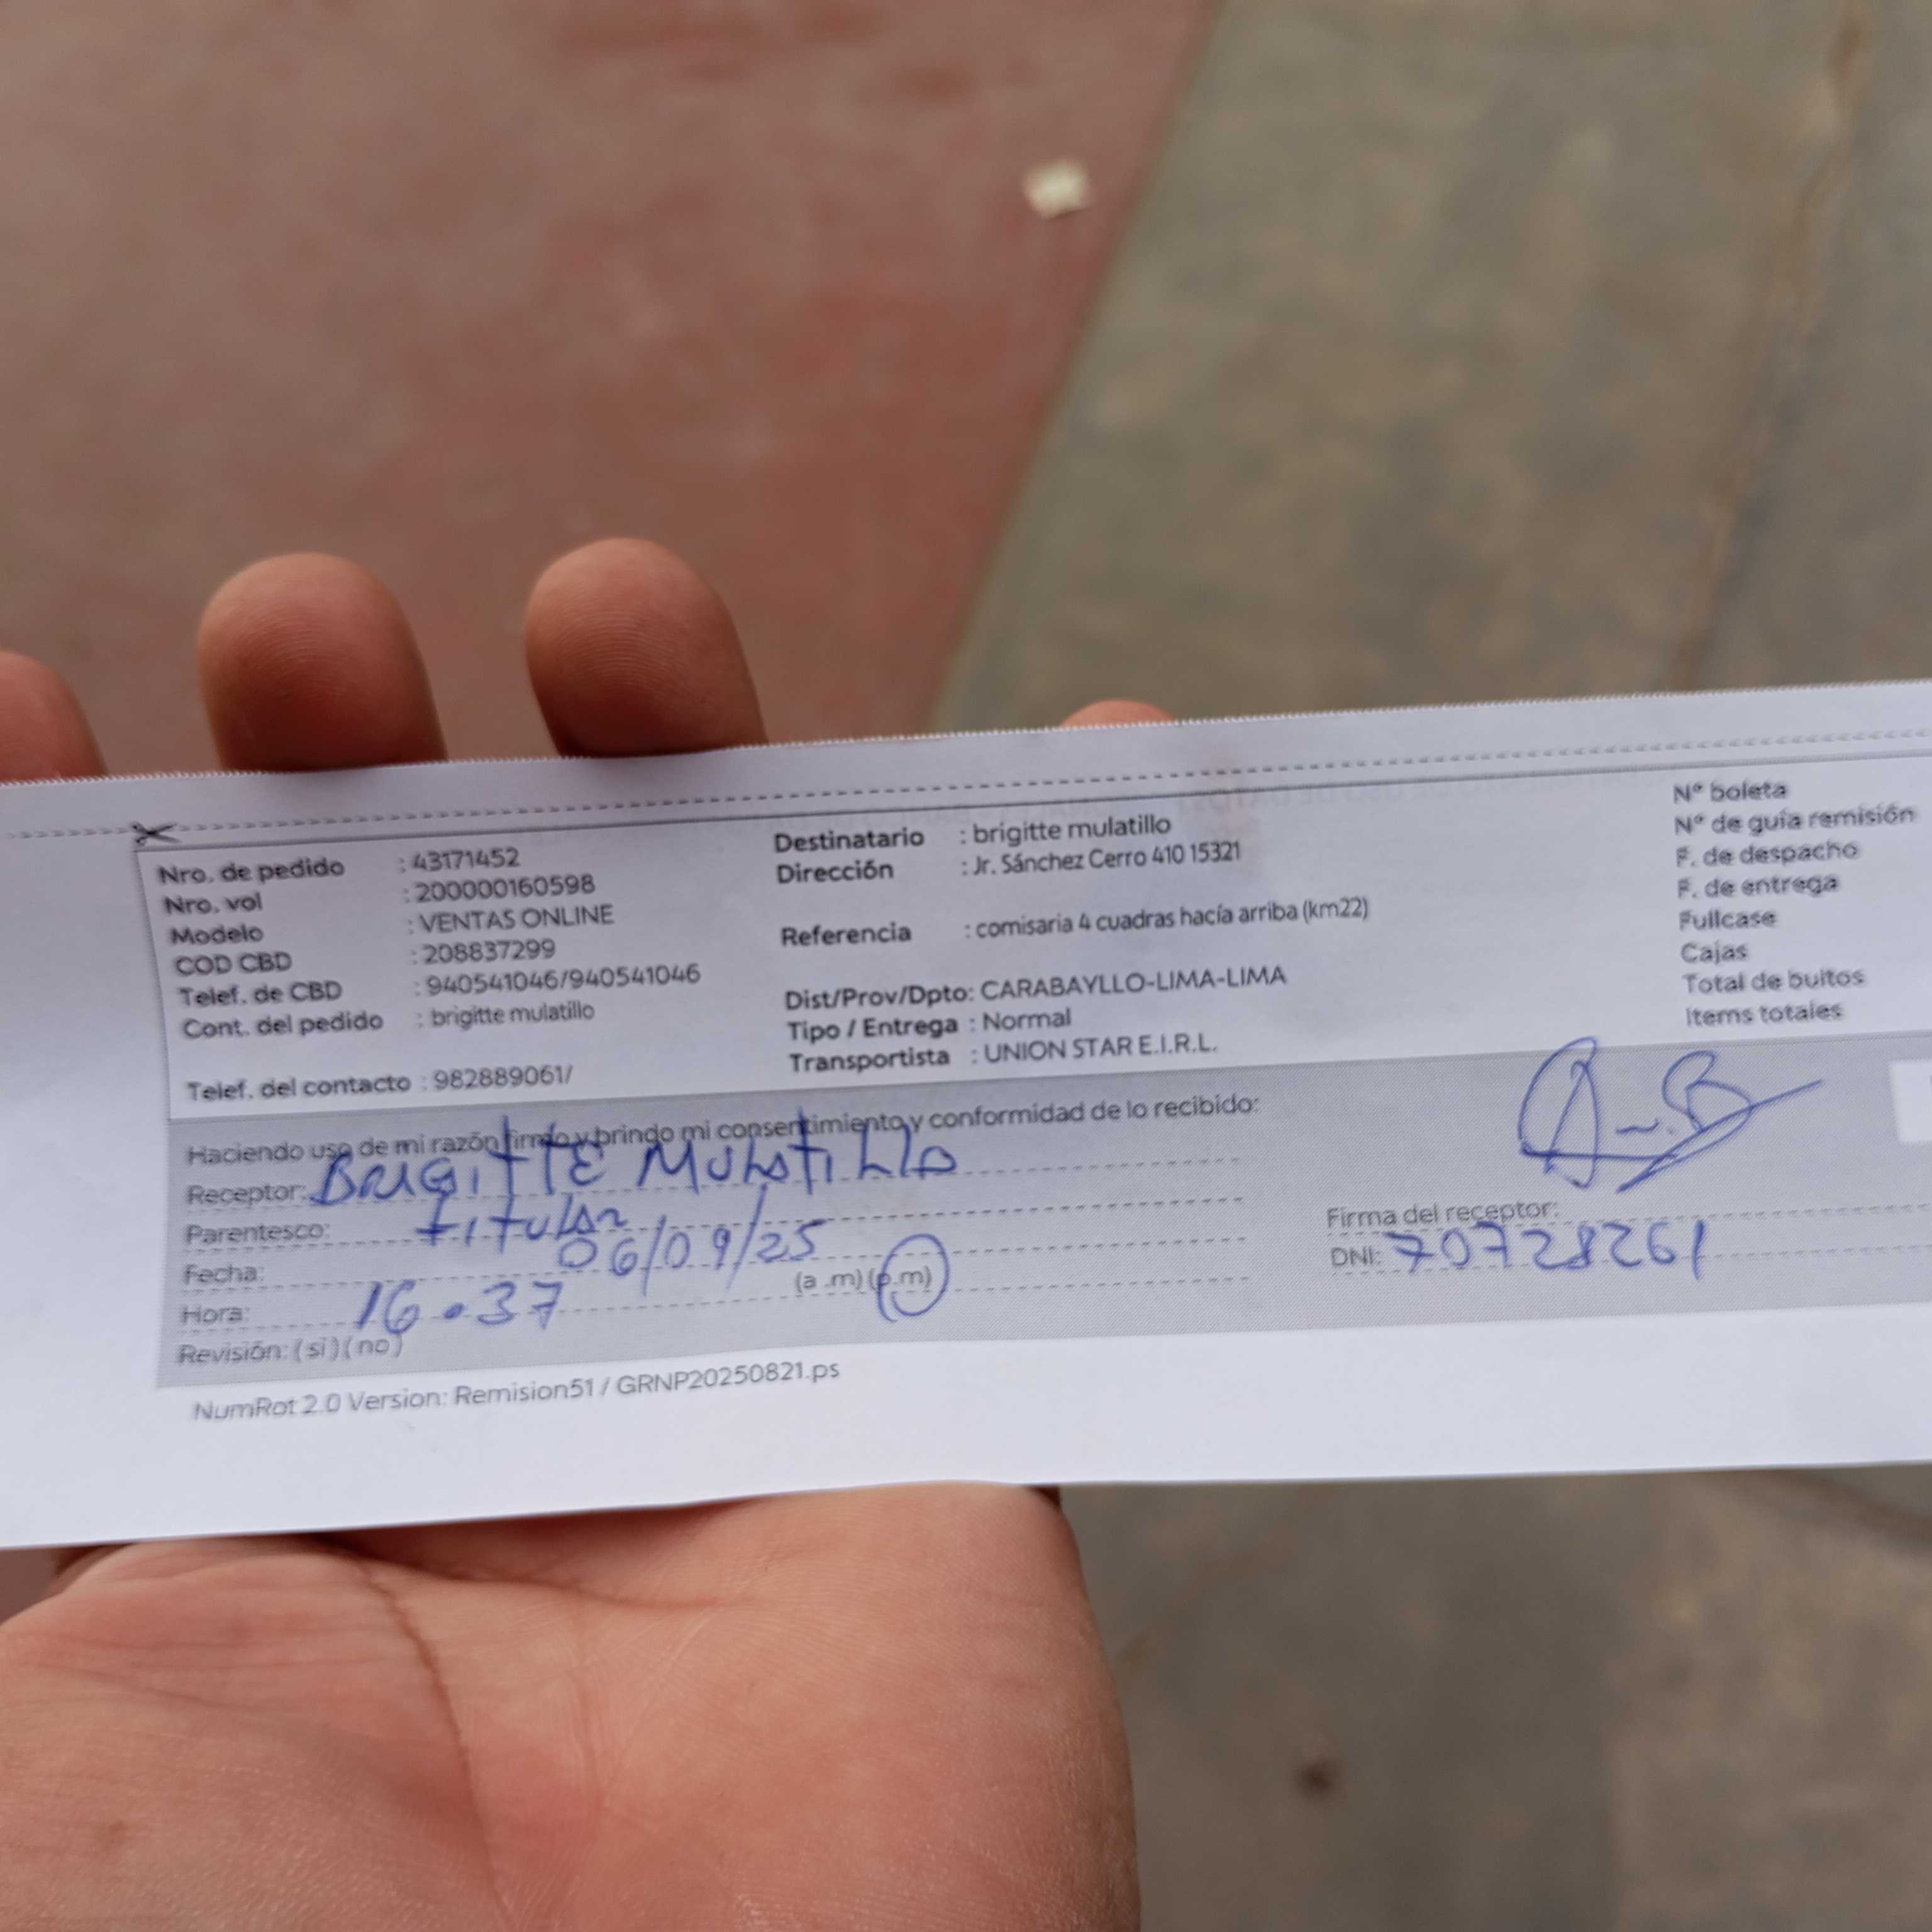 Nro. de pedido : 43171452
Nro. vol : 200000160598
Modelo : VENTAS ONLINE
COD CBD : 208837299
Telef. de CBD : 940541046/940541046
Cont. del pedido : brigitte mulatillo
Telef. del contacto : 982889061/
Destinatario : brigitte mulatillo
Dirección : Jr. Sánchez Cerro 410 15321
Referencia : comisaria 4 cuadras hacía arriba (km22)
Dist/Prov/Dpto: CARABAYLLO-LIMA-LIMA
Tipo / Entrega : Normal
Transportista : UNION STAR E.I.R.L.
Nº boleta
Nº de guía remisión
F. de despacho
F. de entrega
Fullcase
Cajas
Total de bultos
Items totales
Haciendo uso de mi razón firmo y brindo mi consentimiento y conformidad de lo recibido:
Receptor: BRIGITTE MULATILLO
Parentesco: titular
Fecha: 06/09/25
Hora: 16.37 (a .m) (p.m)
Revisión: ( si ) ( no )
Firma del receptor:
DNI: 70728261
NumRot 2.0 Version: Remision51 / GRNP20250821.ps